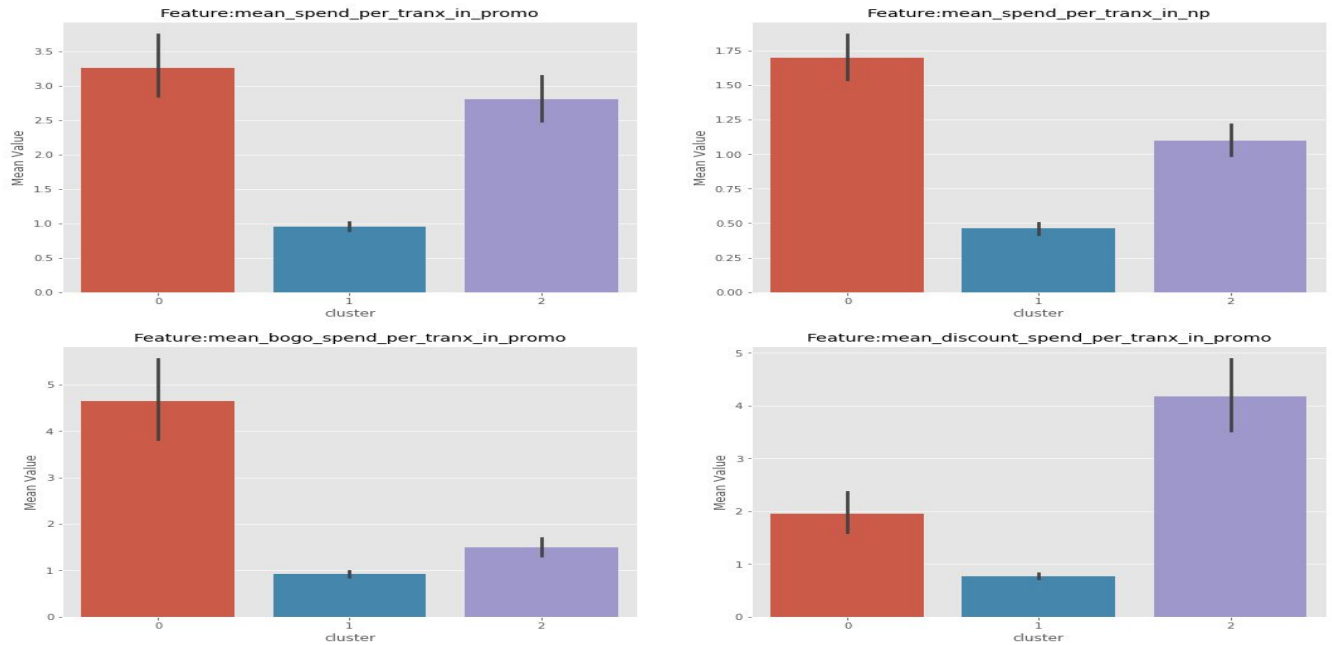 Feature:mean_spend_per_tranx_in_promo
3.5
3.0
2.5
2.0
1.5
1.0
0.5
0.0
Mean Value
0 1 2
cluster
Feature:mean_spend_per_tranx_in_np
1.75
1.50
1.25
1.00
0.75
0.50
0.25
0.00
Mean Value
0 1 2
cluster
Feature:mean_bogo_spend_per_tranx_in_promo
5
4
3
2
1
0
Mean Value
0 1 2
cluster
Feature:mean_discount_spend_per_tranx_in_promo
5
4
3
2
1
0
Mean Value
0 1 2
cluster